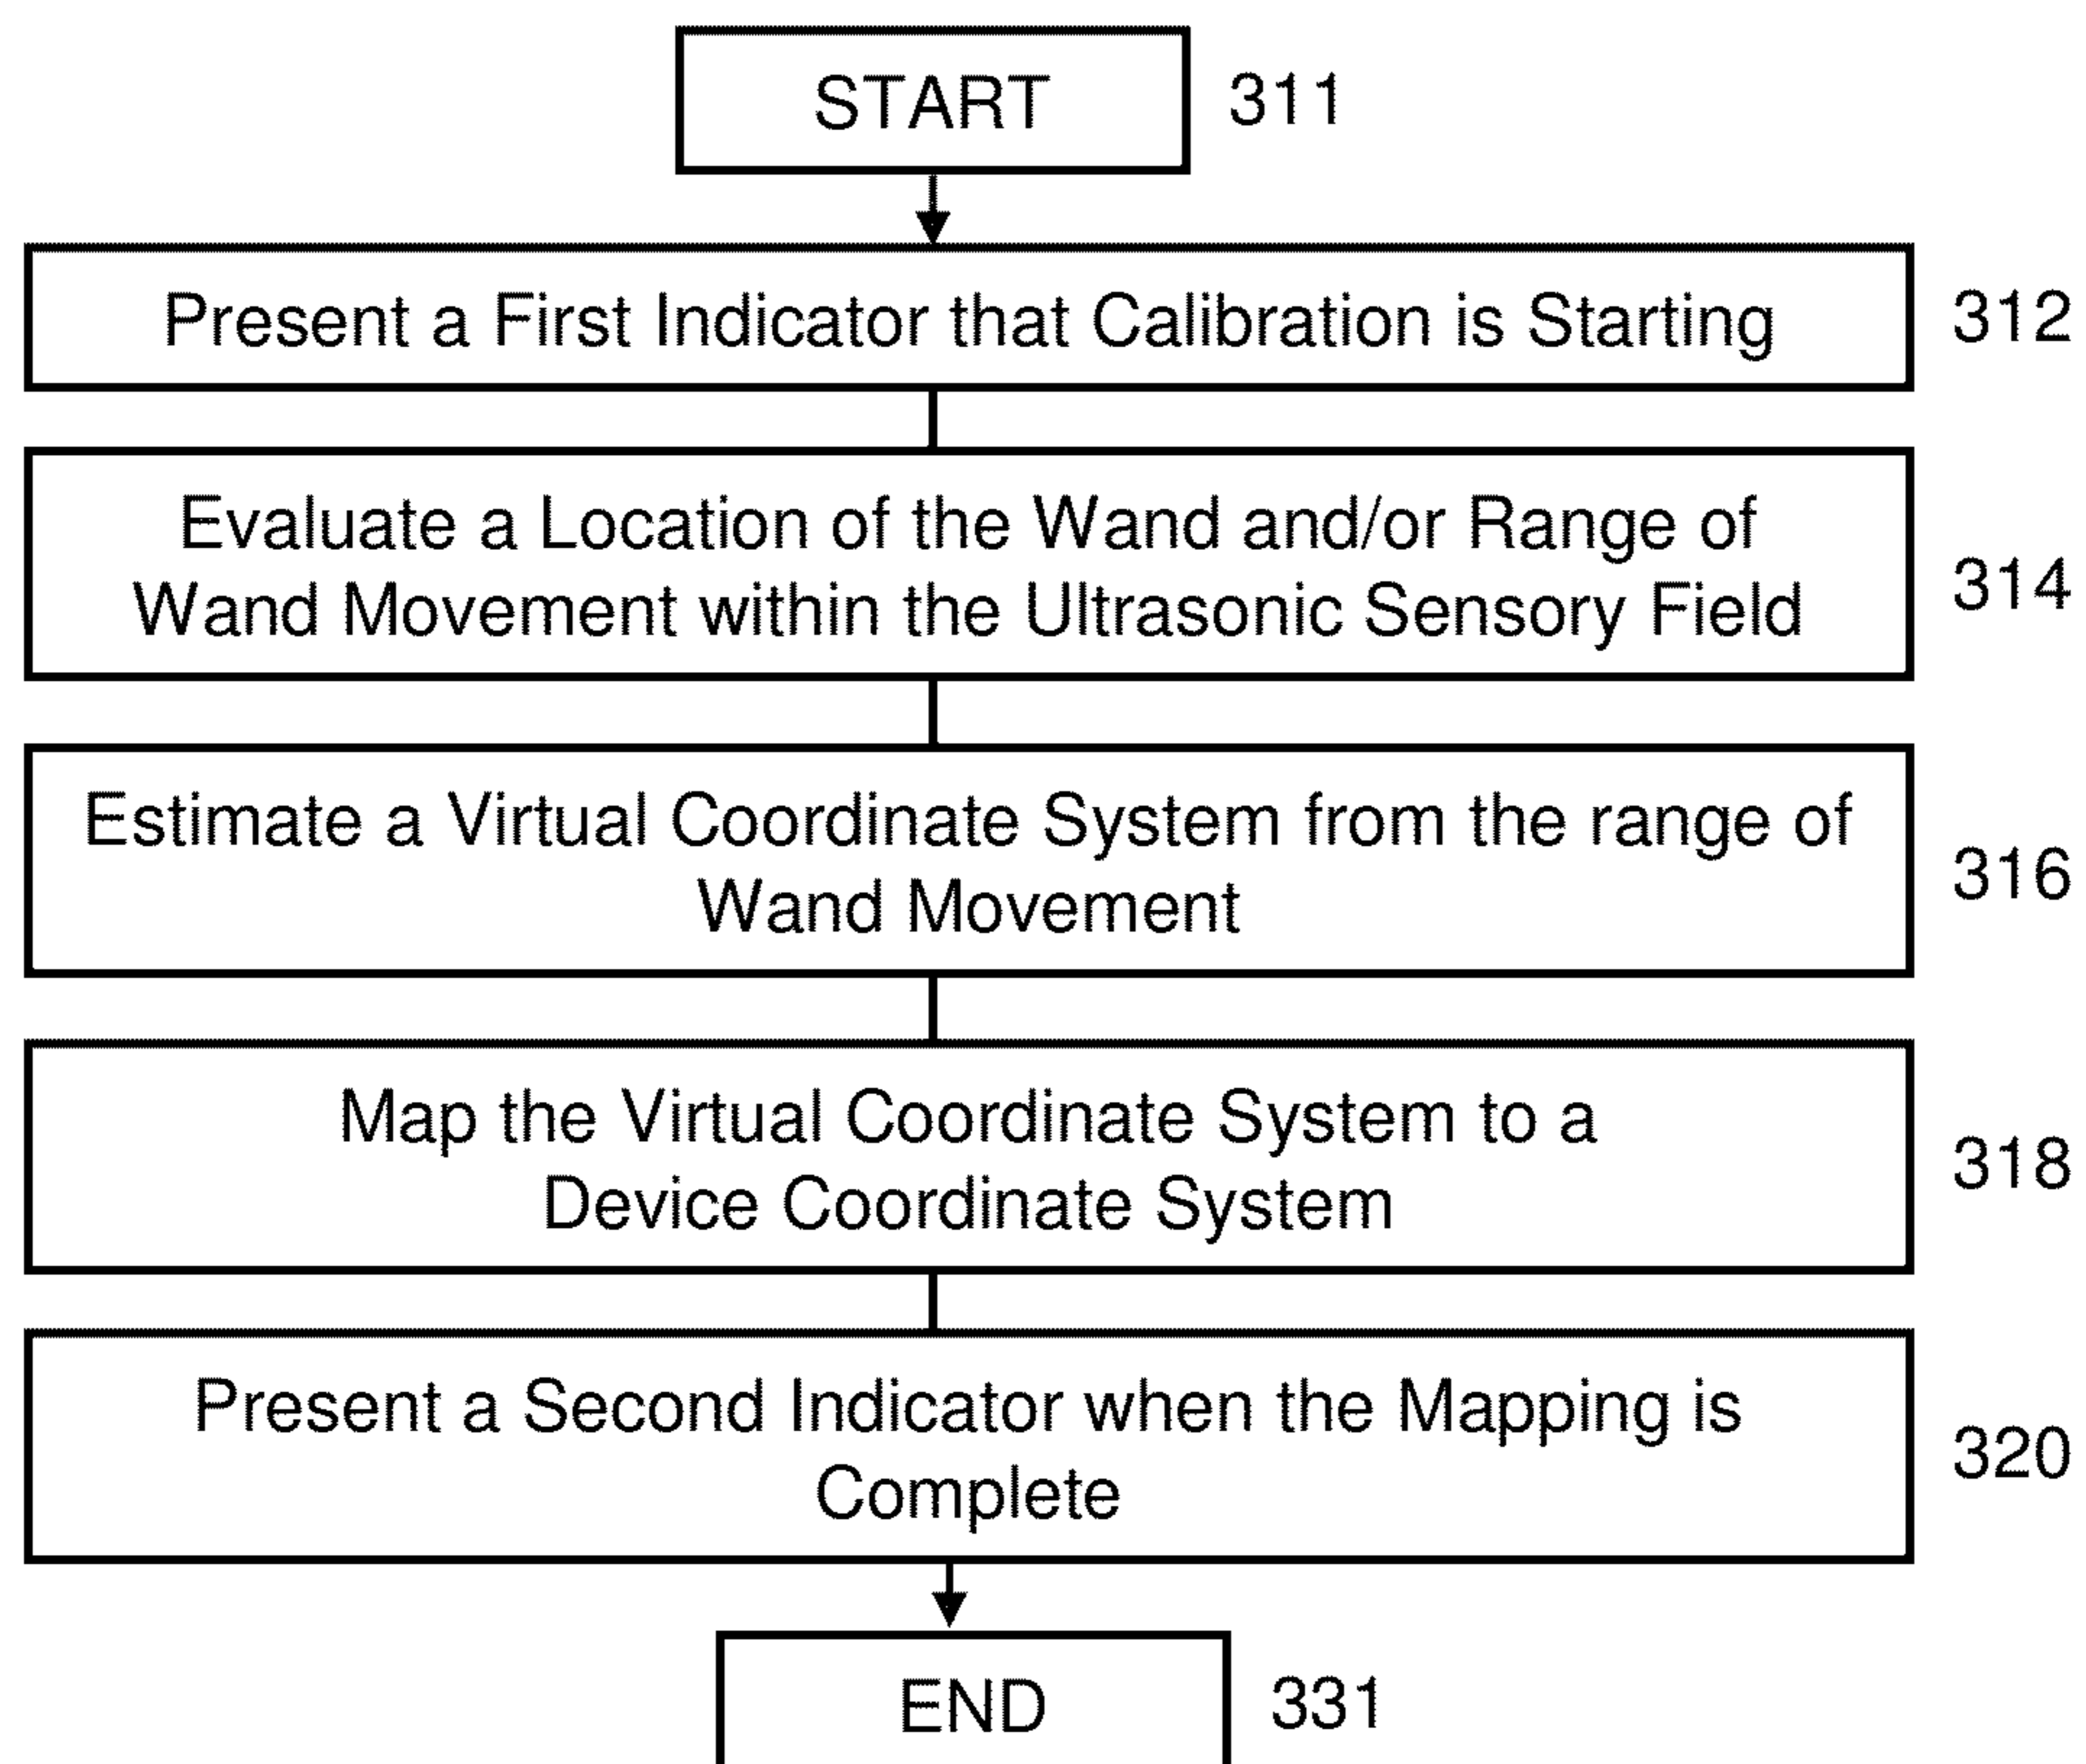 START 311
Present a First Indicator that Calibration is Starting 312
Evaluate a Location of the Wand and/or Range of
Wand Movement within the Ultrasonic Sensory Field
314
Estimate a Virtual Coordinate System from the range of
Wand Movement
316
Map the Virtual Coordinate System to a
Device Coordinate System
318
Present a Second Indicator when the Mapping is
Complete
320
END 331